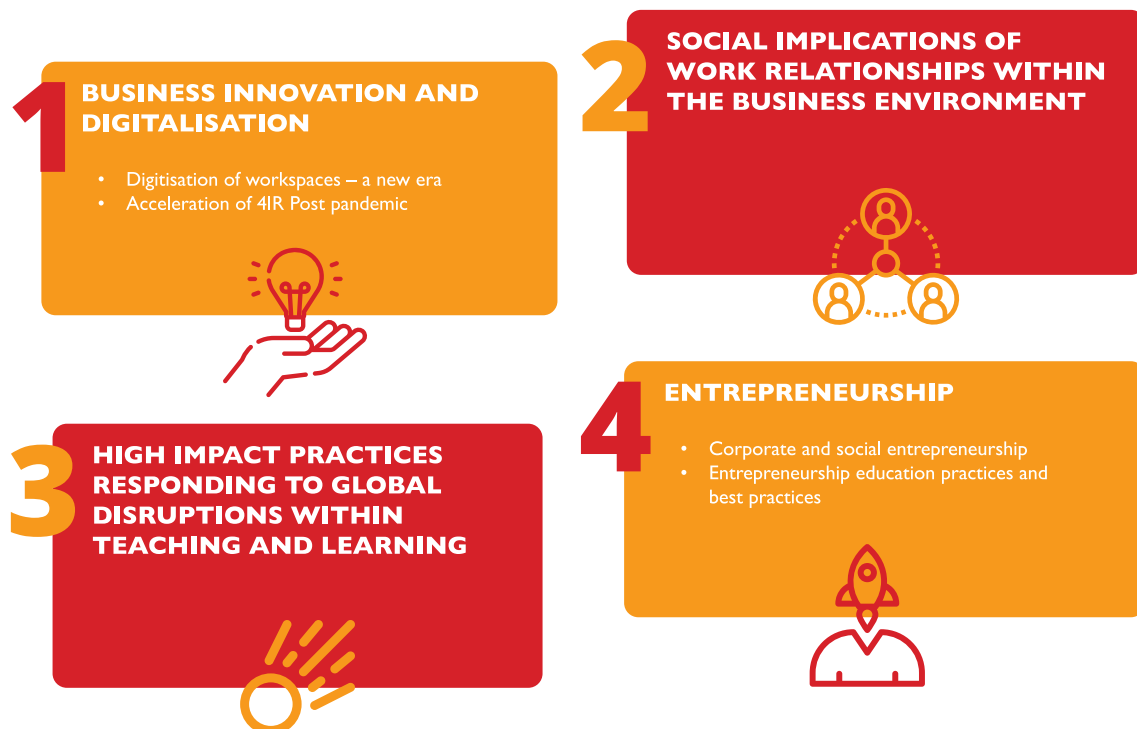 1
BUSINESS INNOVATION AND
DIGITALISATION
• Digitisation of workspaces – a new era
• Acceleration of 4IR Post pandemic
2
SOCIAL IMPLICATIONS OF
WORK RELATIONSHIPS WITHIN
THE BUSINESS ENVIRONMENT
3
HIGH IMPACT PRACTICES
RESPONDING TO GLOBAL
DISRUPTIONS WITHIN
TEACHING AND LEARNING
4
ENTREPRENEURSHIP
• Corporate and social entrepreneurship
• Entrepreneurship education practices and
best practices